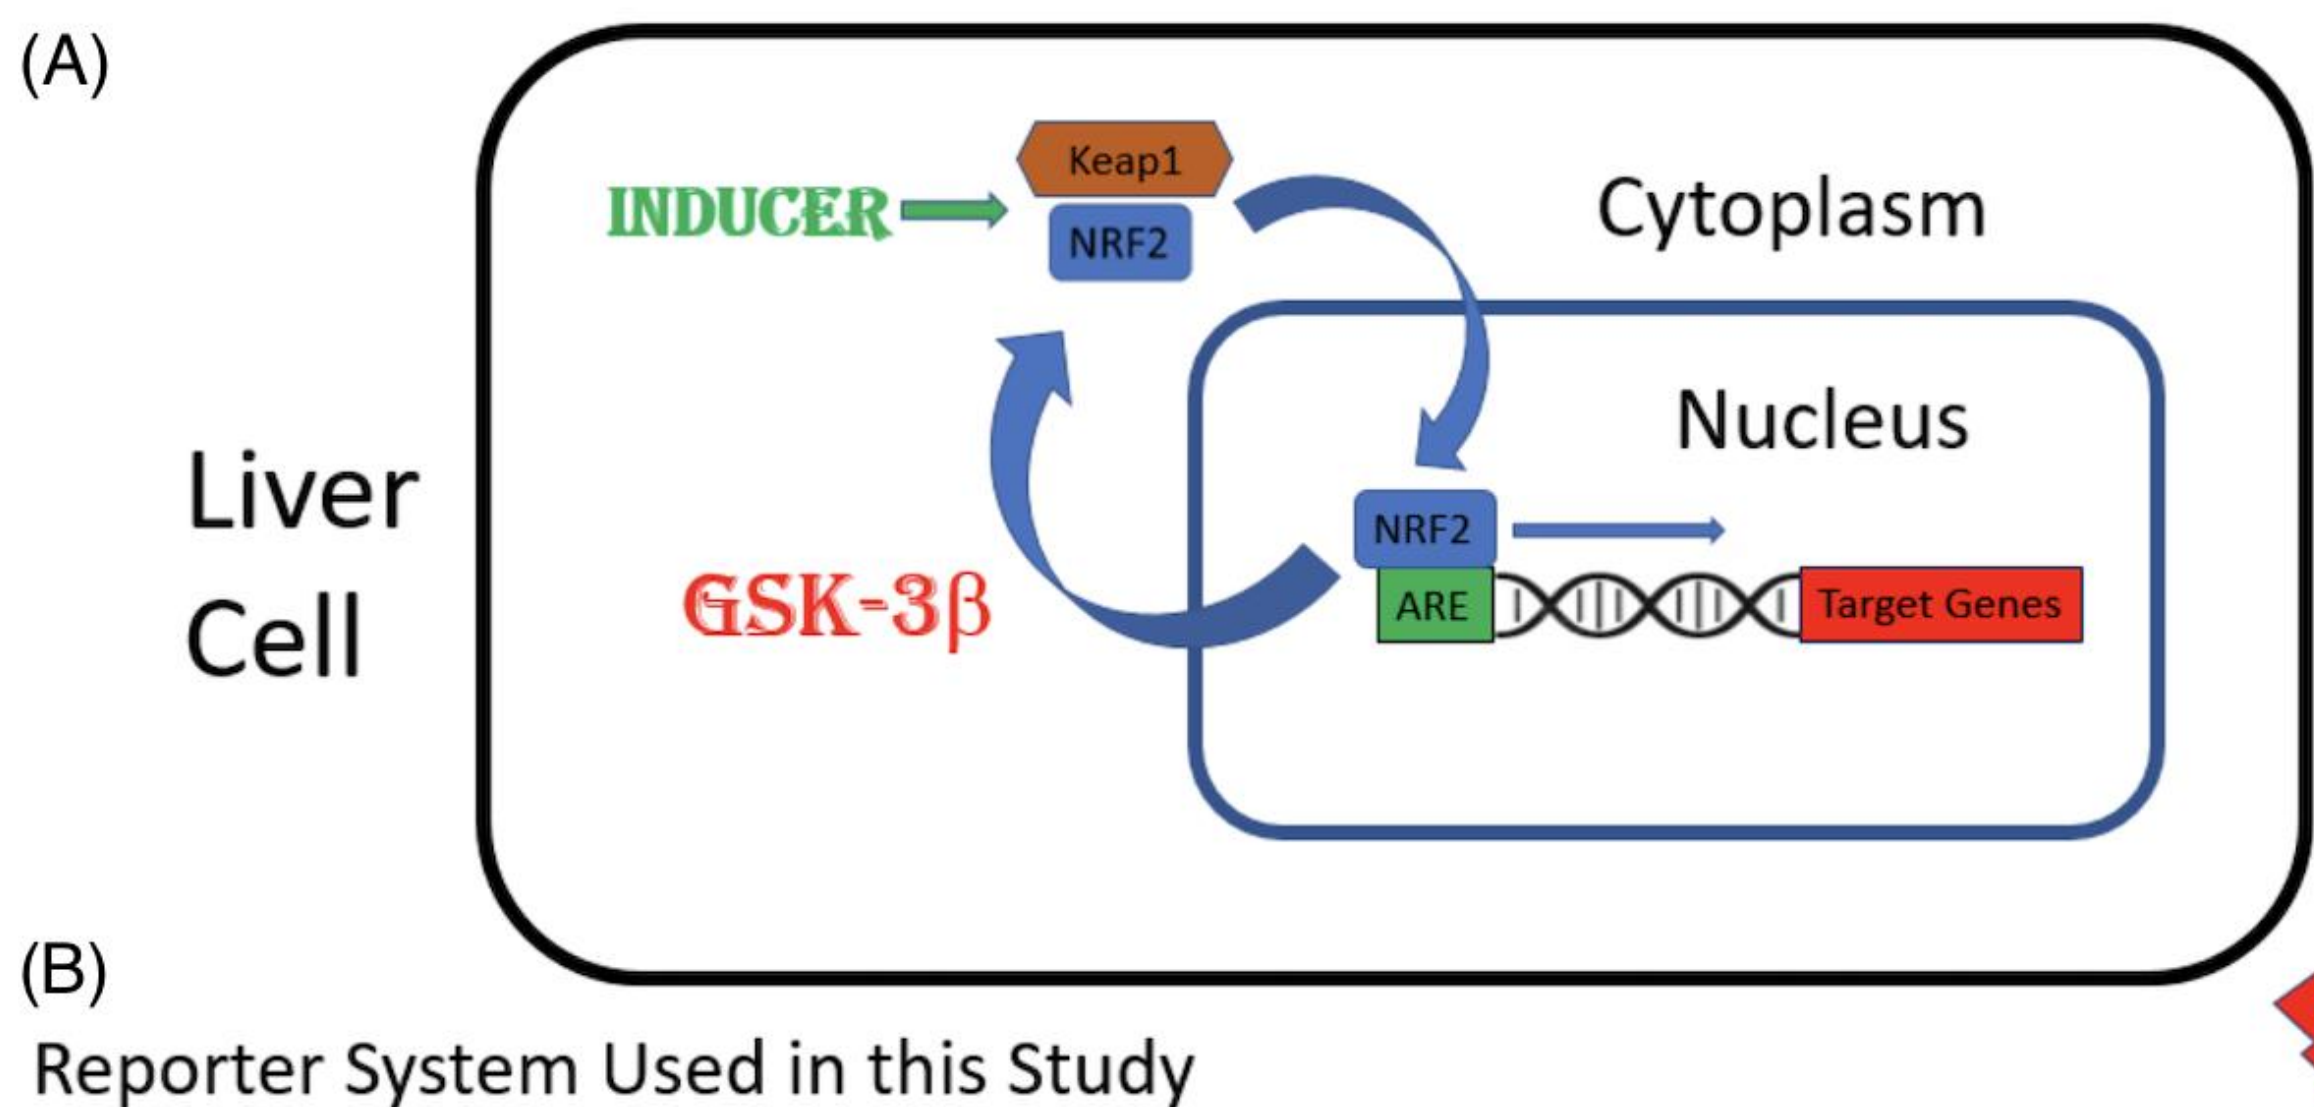 (A)
Keap1
INDUCER
NRF2
Cytoplasm
Nucleus
Liver
Cell
NRF2
GSK-3β
ARE
Target Genes
(B)
Reporter System Used in this Study